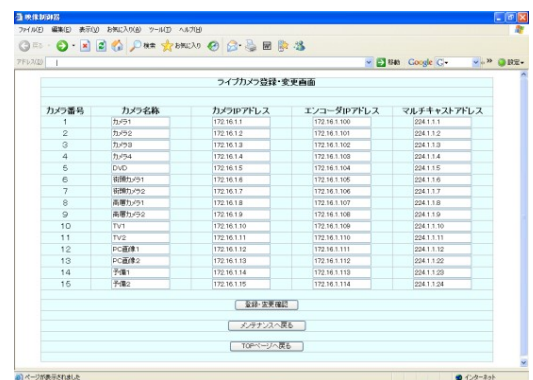 映像制御部
ファイル(F) 編集(E) 表示(V) お気に入り(A) ツール(T) ヘルプ(H)
検索 お気に入り
アドレス(D) 移動 Google G 設定
ライブカメラ登録・変更画面
カメラ番号 カメラ名称 カメラIPアドレス エンコーダIPアドレス マルチキャストアドレス
1 カメラ1 172.16.1.1 172.16.1.100 224.1.1.1
2 カメラ2 172.16.1.2 172.16.1.101 224.1.1.2
3 カメラ3 172.16.1.3 172.16.1.102 224.1.1.3
4 カメラ4 172.16.1.4 172.16.1.103 224.1.1.4
5 DVD 172.16.1.5 172.16.1.104 224.1.1.5
6 街頭カメラ1 172.16.1.6 172.16.1.105 224.1.1.6
7 街頭カメラ2 172.16.1.7 172.16.1.106 224.1.1.7
8 高層カメラ1 172.16.1.8 172.16.1.107 224.1.1.8
9 高層カメラ2 172.16.1.9 172.16.1.108 224.1.1.9
10 TV1 172.16.1.10 172.16.1.109 224.1.1.10
11 TV2 172.16.1.11 172.16.1.110 224.1.1.11
12 PC画像1 172.16.1.12 172.16.1.111 224.1.1.12
13 PC画像2 172.16.1.13 172.16.1.112 224.1.1.22
14 予備1 172.16.1.14 172.16.1.113 224.1.1.23
15 予備2 172.16.1.15 172.16.1.114 224.1.1.24
登録・変更確認
メンテナンスへ戻る
TOPページへ戻る
ページが表示されました インターネット